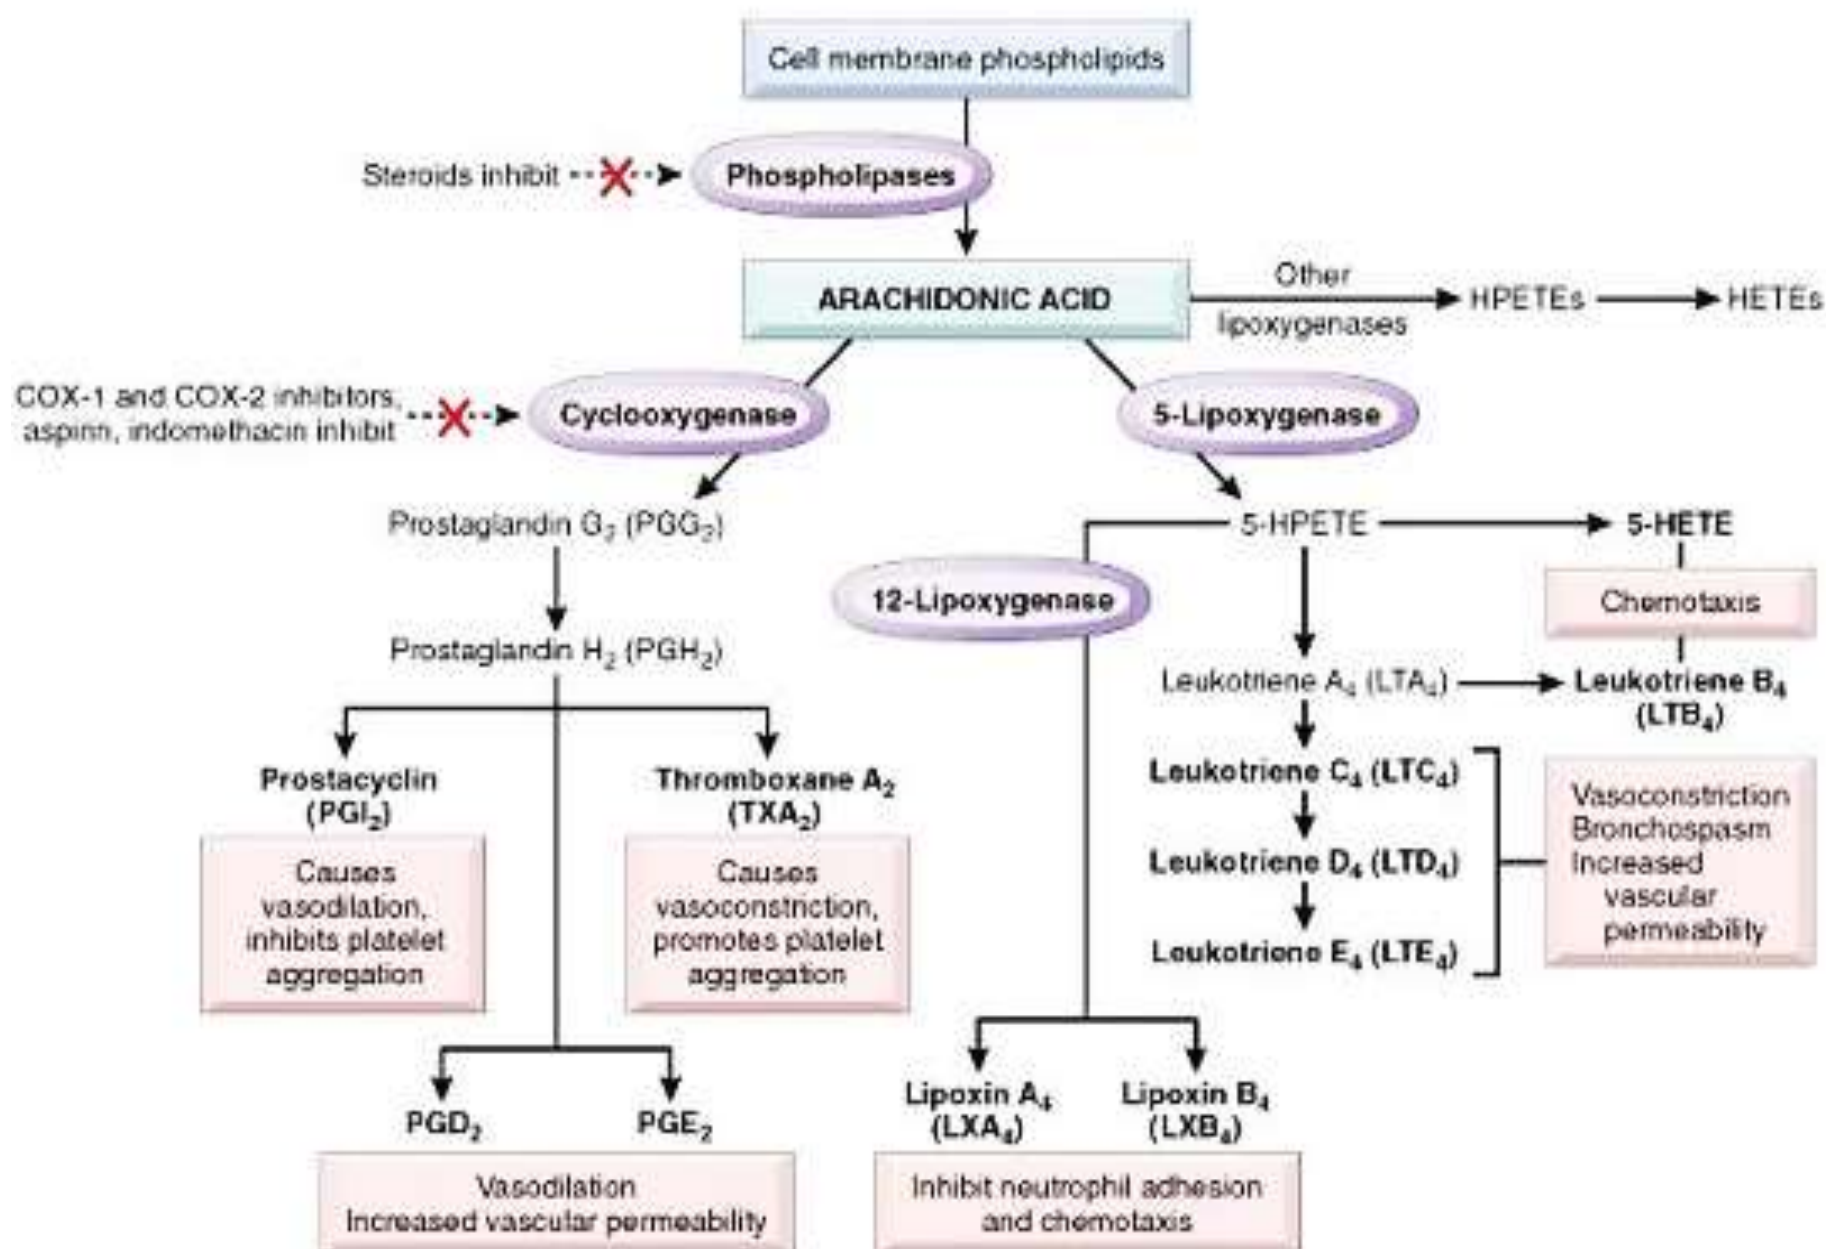 Cell membrane phospholipids
Steroids inhibit
Phospholipases
ARACHIDONIC ACID
Other
lipoxygenases
HPETEs
HETEs
COX-1 and COX-2 inhibitors,
aspirin, indomethacin inhibit
Cyclooxygenase
5-Lipoxygenase
Prostaglandin G₂ (PGG₂)
5-HPETE
5-HETE
12-Lipoxygenase
Chemotaxis
Prostaglandin H₂ (PGH₂)
Leukotriene A₄ (LTA₄)
Leukotriene B₄
(LTB₄)
Prostacyclin
(PGI₂)
Thromboxane A₂
(TXA₂)
Leukotriene C₄ (LTC₄)
Leukotriene D₄ (LTD₄)
Leukotriene E₄ (LTE₄)
Vasoconstriction
Bronchospasm
Increased
vascular
permeability
Causes
vasodilation,
inhibits platelet
aggregation
Causes
vasoconstriction,
promotes platelet
aggregation
PGD₂
PGE₂
Lipoxin A₄
(LXA₄)
Lipoxin B₄
(LXB₄)
Vasodilation
Increased vascular permeability
Inhibit neutrophil adhesion
and chemotaxis